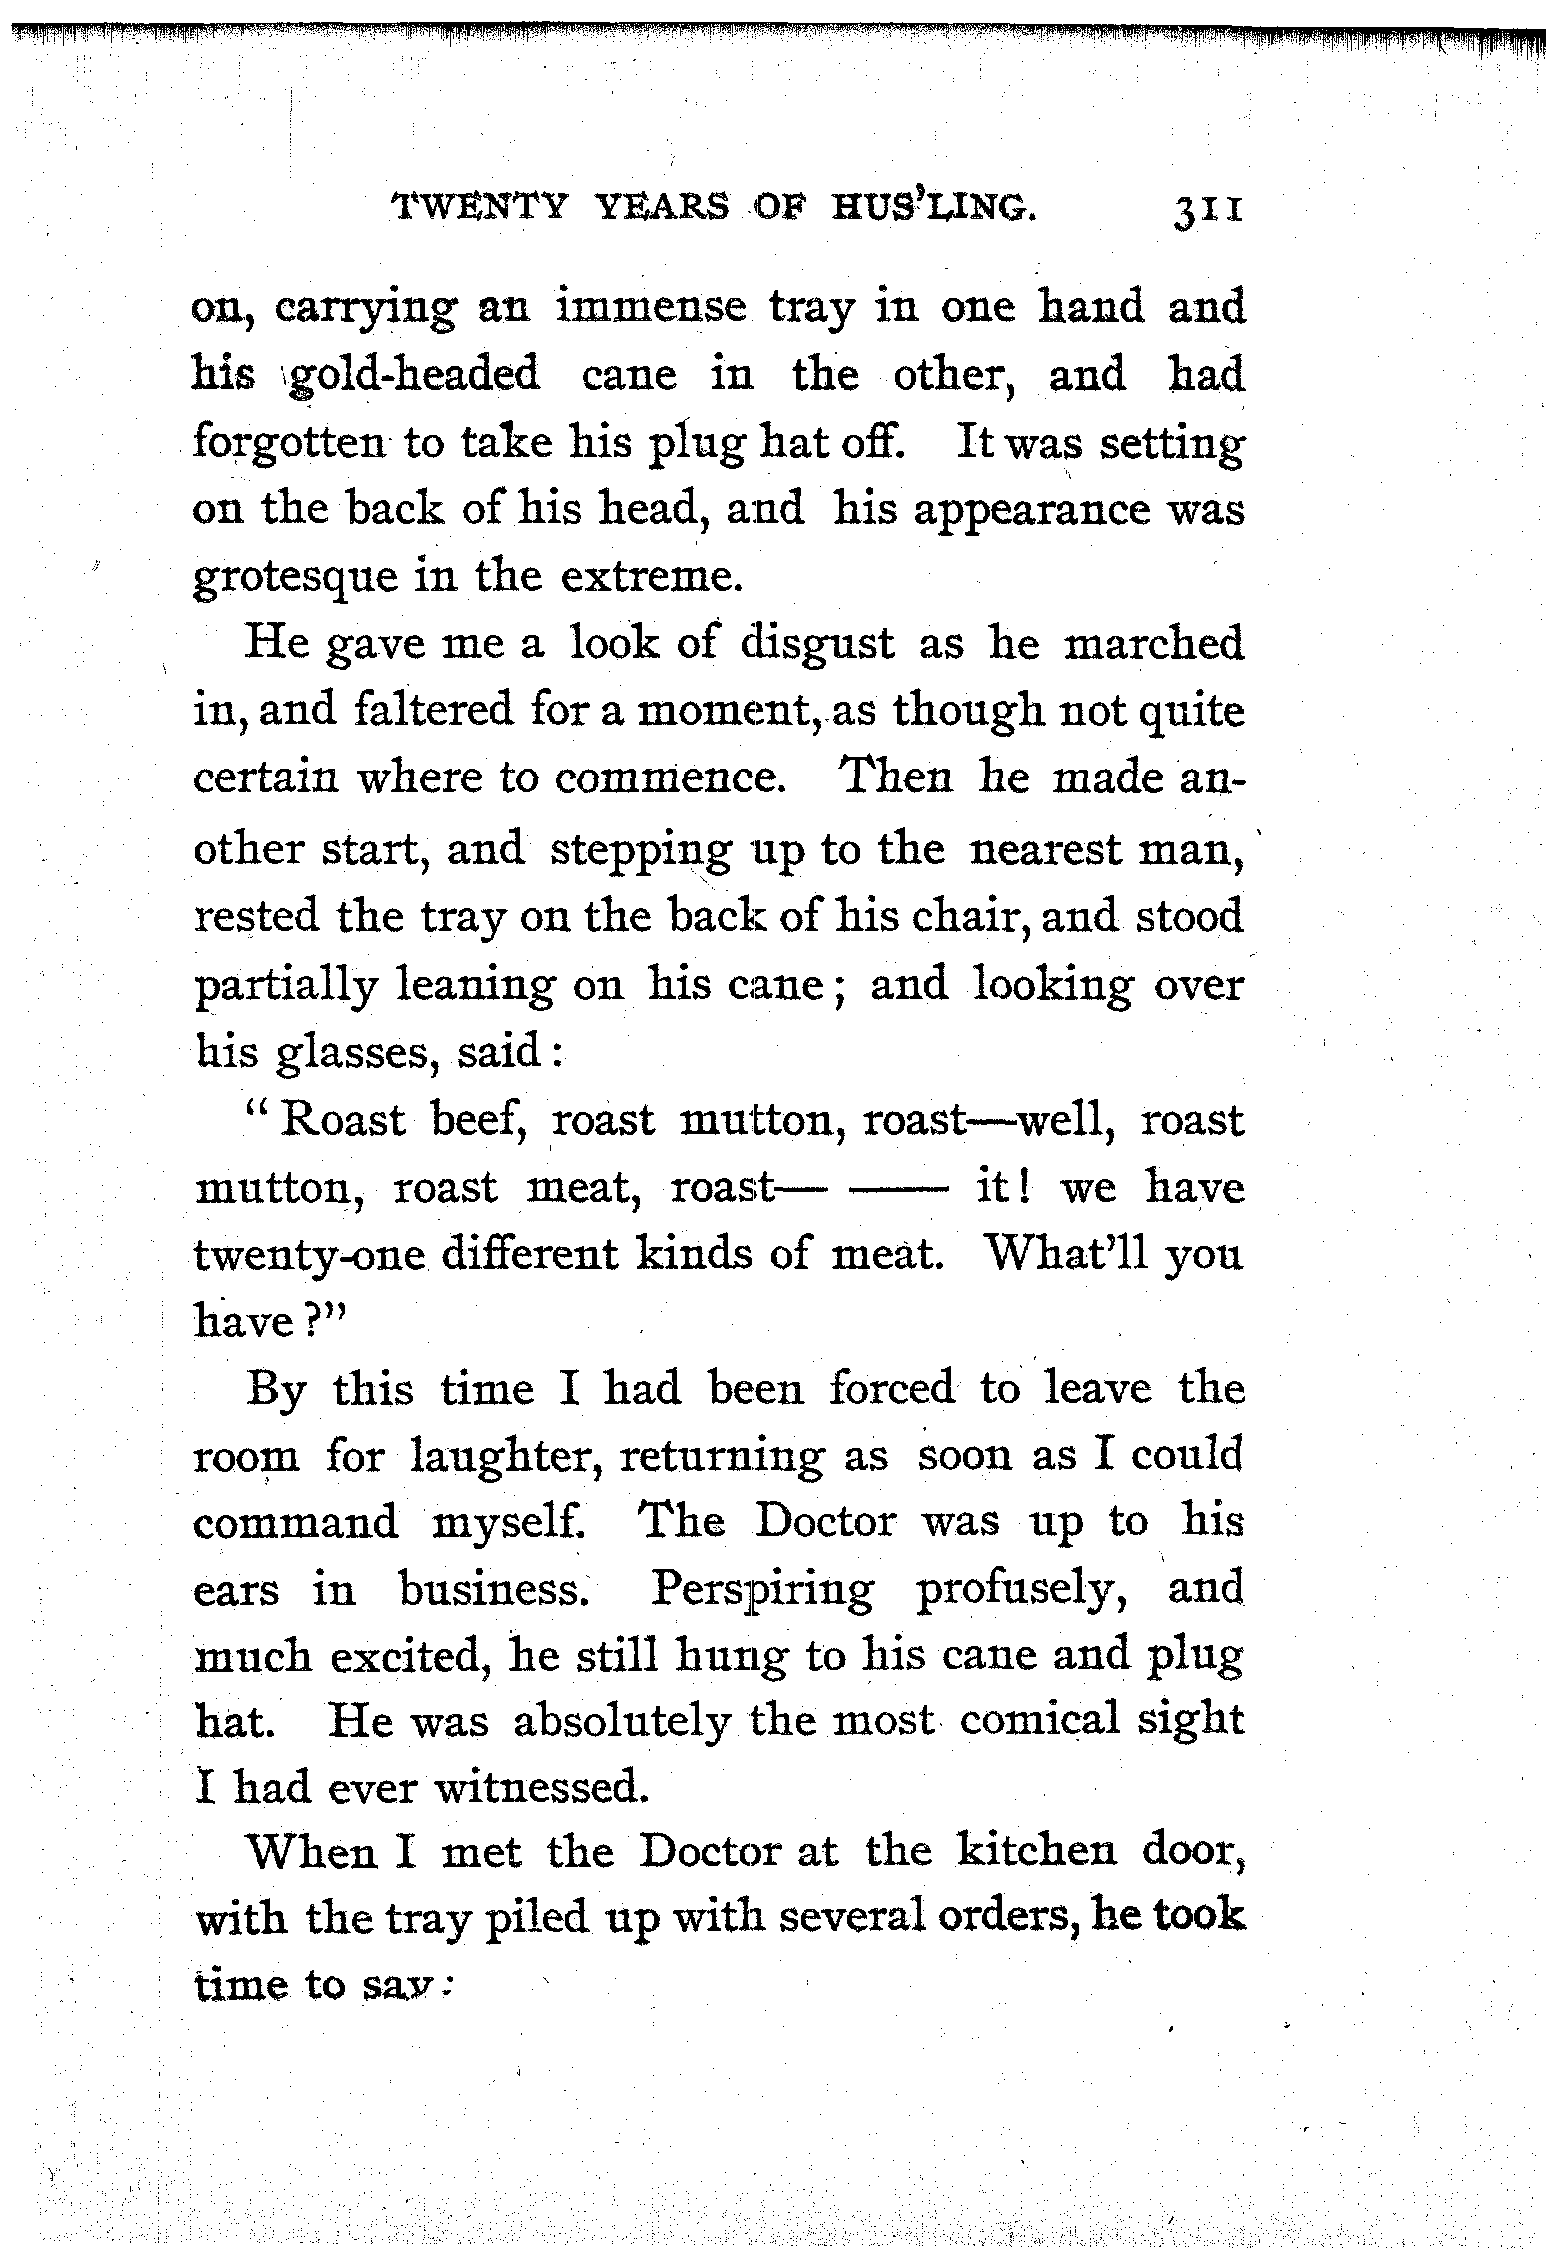 TWENTY YEARS OF HUS'LING. 311
on, carrying an immense tray in one hand and
his gold-headed cane in the other, and had
forgotten to take his plug hat off. It was setting
on the back of his head, and his appearance was
grotesque in the extreme.
He gave me a look of disgust as he marched
in, and faltered for a moment, as though not quite
certain where to commence. Then he made an-
other start, and stepping up to the nearest man,
rested the tray on the back of his chair, and stood
partially leaning on his cane; and looking over
his glasses, said:
"Roast beef, roast mutton, roast—well, roast
mutton, roast meat, roast— —— it! we have
twenty-one different kinds of meat. What'll you
have?"
By this time I had been forced to leave the
room for laughter, returning as soon as I could
command myself. The Doctor was up to his
ears in business. Perspiring profusely, and
much excited, he still hung to his cane and plug
hat. He was absolutely the most comical sight
I had ever witnessed.
When I met the Doctor at the kitchen door,
with the tray piled up with several orders, he took
time to say: